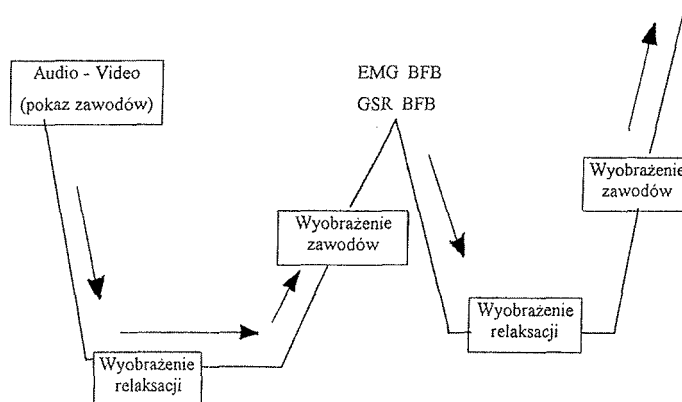 Audio - Video
(pokaz zawodów)
EMG BFB
GSR BFB
Wyobrażenie
zawodów
Wyobrażenie
zawodów
Wyobrażenie
relaksacji
Wyobrażenie
relaksacji